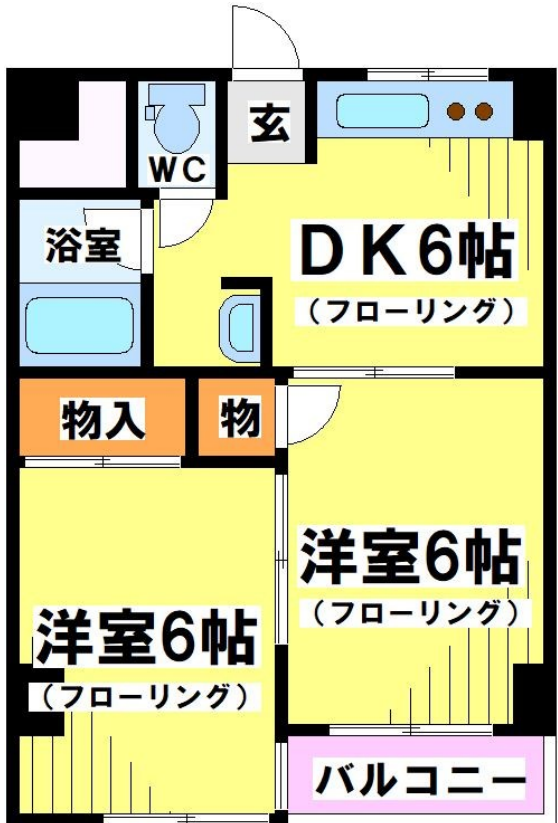 玄
WC
浴室
DK6帖
(フローリング)
物入
物
洋室6帖
(フローリング)
洋室6帖
(フローリング)
バルコニー